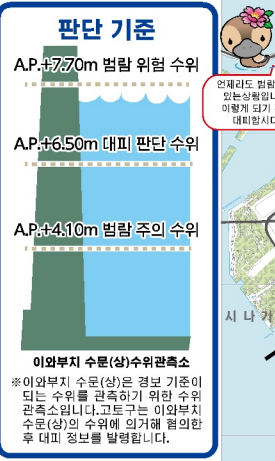 판단 기준
A.P.+7.70m 범람 위험 수위
A.P.+6.50m 대피 판단 수위
A.P.+4.10m 범람 주의 수위
이와부치 수문(상)수위관측소
※이와부치 수문(상)은 경보 기준이
되는 수위를 관측하기 위한 수위
관측소입니다.고토구는 이와부치
수문(상)의 수위에 의거해 협의한
후 대피 정보를 발령합니다.
언제라도 범람
있는상황입니
이렇게 되기
대피합시다
시 나 가